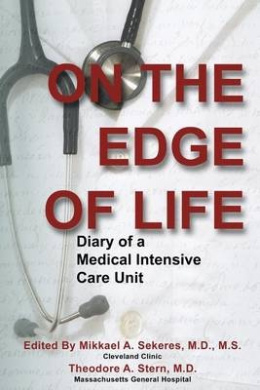 ON THE
EDGE
OF LIFE
Diary of a
Medical Intensive
Care Unit
Edited By Mikkael A. Sekeres, M.D., M.S.
Cleveland Clinic
Theodore A. Stern, M.D.
Massachusetts General Hospital